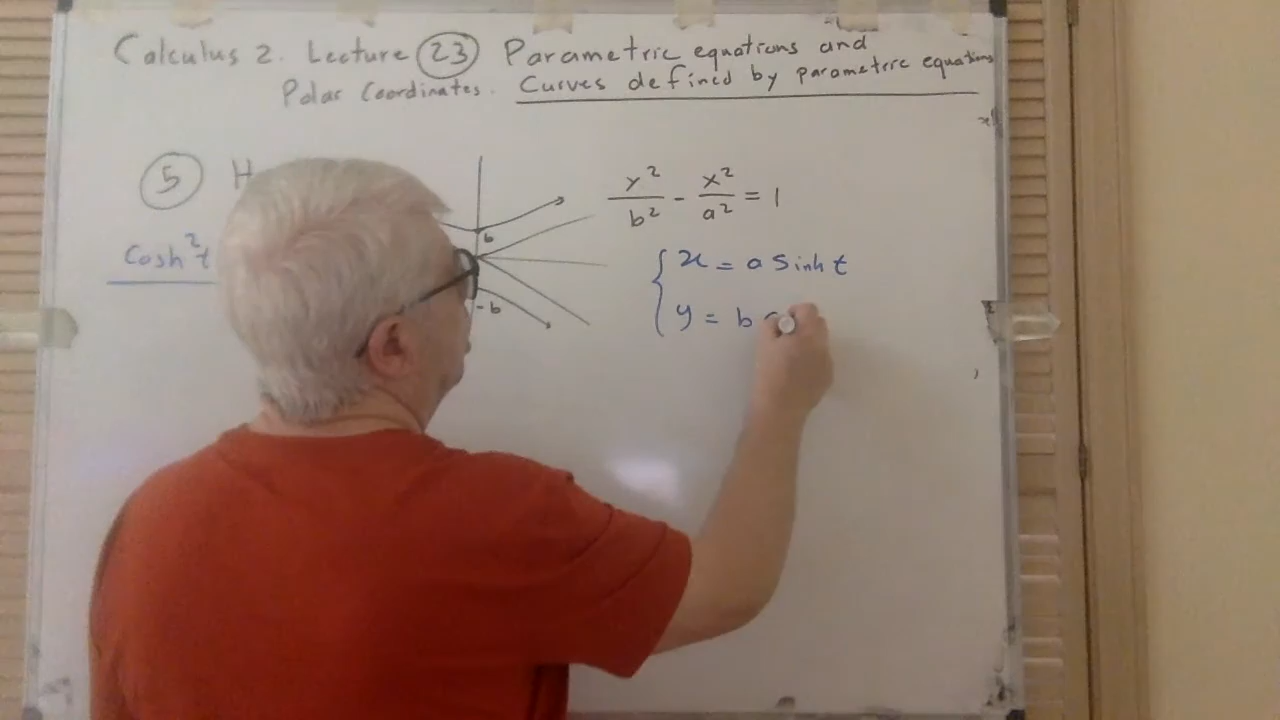 Calculus 2. Lecture 23 Parametric equations and
Polar Coordinates. Curves defined by parametric equations
5 H
y² / b² - x² / a² = 1
b
Cosh² t
{ x = a Sinh t
- b
y = b c